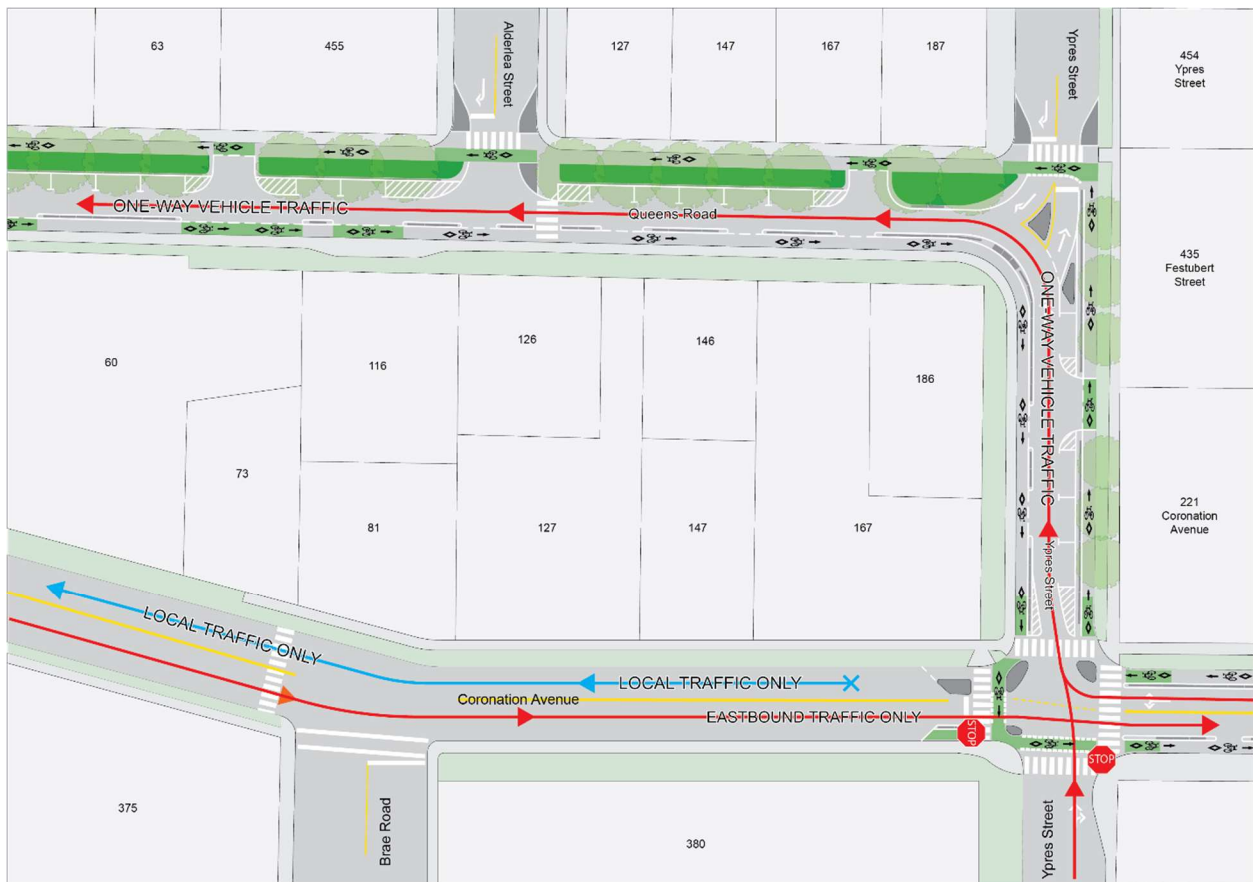 63
455
Alderlea Street
127
147
167
187
Ypres Street
454
Ypres
Street
ONE-WAY VEHICLE TRAFFIC
Queens Road
435
Festubert
Street
ONE-WAY VEHICLE TRAFFIC
60
116
126
146
186
73
81
127
147
167
Ypres Street
221
Coronation
Avenue
LOCAL TRAFFIC ONLY
LOCAL TRAFFIC ONLY
Coronation Avenue
EASTBOUND TRAFFIC ONLY
STOP
STOP
375
Brae Road
380
Ypres Street